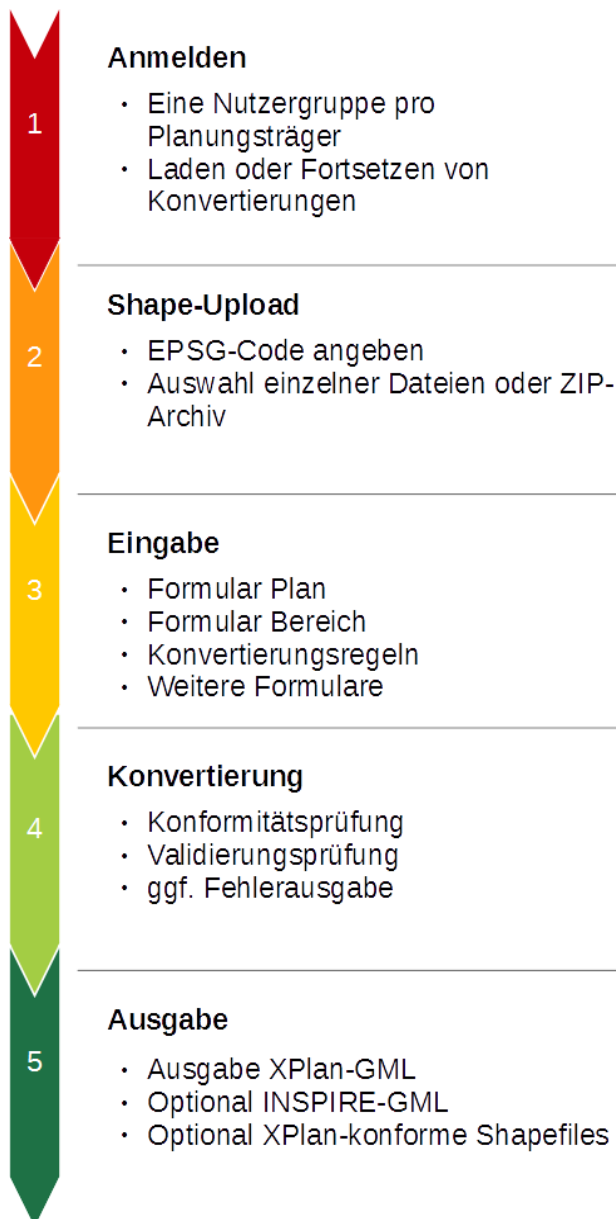 1
Anmelden
• Eine Nutzergruppe pro
Planungsträger
• Laden oder Fortsetzen von
Konvertierungen
2
Shape-Upload
• EPSG-Code angeben
• Auswahl einzelner Dateien oder ZIP-
Archiv
3
Eingabe
• Formular Plan
• Formular Bereich
• Konvertierungsregeln
• Weitere Formulare
4
Konvertierung
• Konformitätsprüfung
• Validierungsprüfung
• ggf. Fehlerausgabe
5
Ausgabe
• Ausgabe XPlan-GML
• Optional INSPIRE-GML
• Optional XPlan-konforme Shapefiles